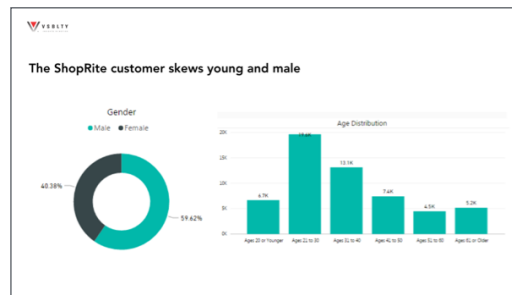 VSBLTY
The ShopRite customer skews young and male
Gender
Male Female
40.38%
59.62%
Age Distribution
20K
15K
10K
5K
0K
19.6K
13.1K
7.4K
4.5K
5.2K
Ages 20 or Younger
Ages 21 to 30
Ages 31 to 40
Ages 41 to 50
Ages 51 to 60
Ages 61 or Older